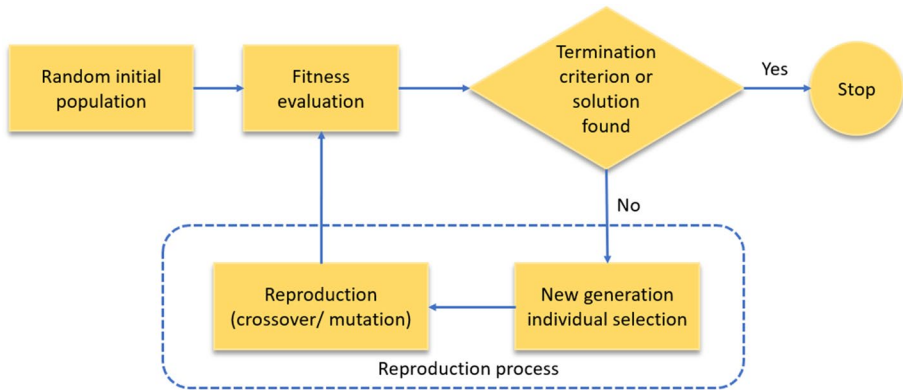 Random initial
population
Fitness
evaluation
Termination
criterion or
solution
found
Yes
Stop
No
Reproduction
(crossover/ mutation)
New generation
individual selection
Reproduction process